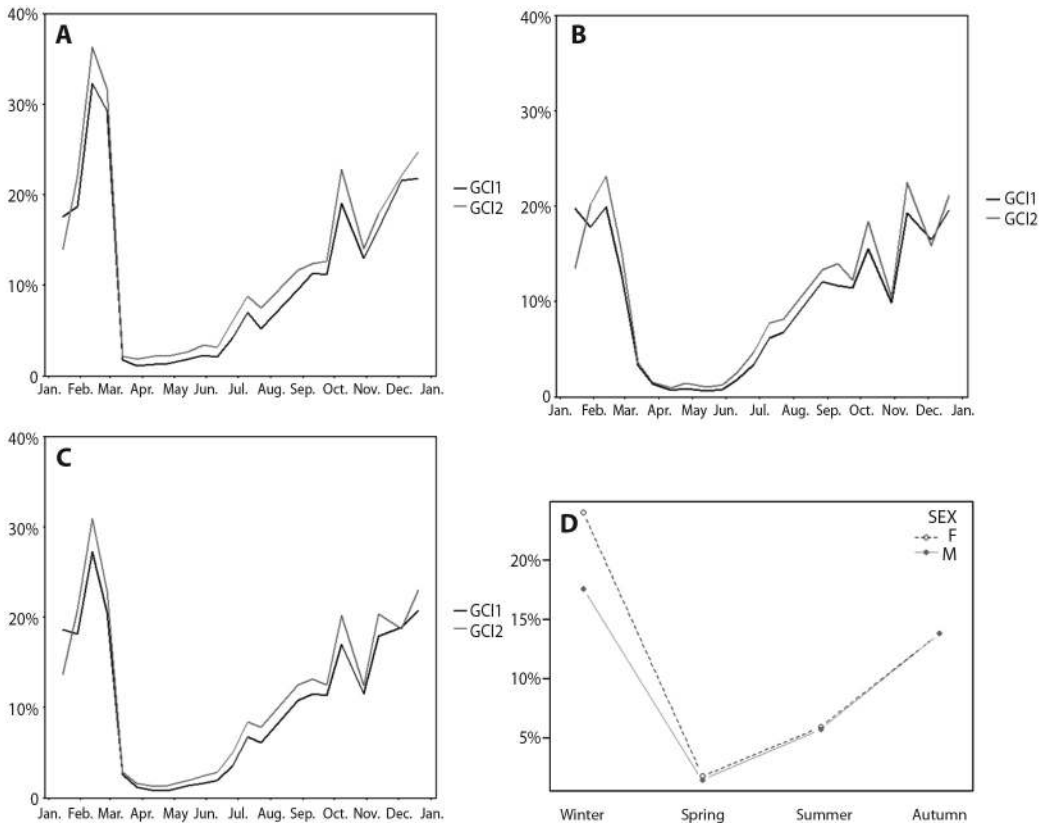 A
40%
30%
20%
10%
0
Jan. Feb. Mar. Apr. May Jun. Jul. Aug. Sep. Oct. Nov. Dec. Jan.
GCI1
GCI2
B
40%
30%
20%
10%
0
Jan. Feb. Mar. Apr. May Jun. Jul. Aug. Sep. Oct. Nov. Dec. Jan.
GCI1
GCI2
C
40%
30%
20%
10%
0
Jan. Feb. Mar. Apr. May Jun. Jul. Aug. Sep. Oct. Nov. Dec. Jan.
GCI1
GCI2
D
SEX
F
M
20%
15%
10%
5%
Winter Spring Summer Autumn